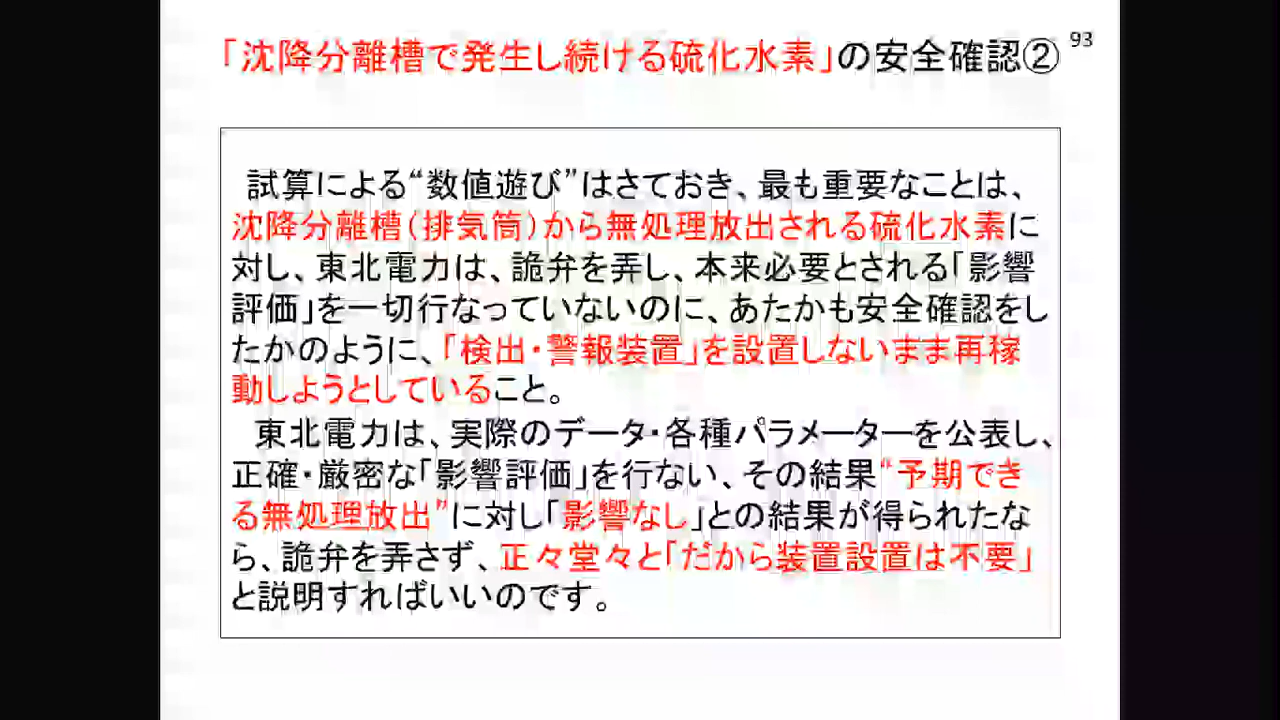 「沈降分離槽で発生し続ける硫化水素」の安全確認②
93
試算による“数値遊び”はさておき、最も重要なことは、
沈降分離槽(排気筒)から無処理放出される硫化水素に
対し、東北電力は、詭弁を弄し、本来必要とされる「影響
評価」を一切行なっていないのに、あたかも安全確認をし
たかのように、「検出・警報装置」を設置しないまま再稼
動しようとしていること。
東北電力は、実際のデータ・各種パラメーターを公表し、
正確・厳密な「影響評価」を行ない、その結果“予期でき
る無処理放出”に対し「影響なし」との結果が得られたな
ら、詭弁を弄さず、正々堂々と「だから装置設置は不要」
と説明すればいいのです。